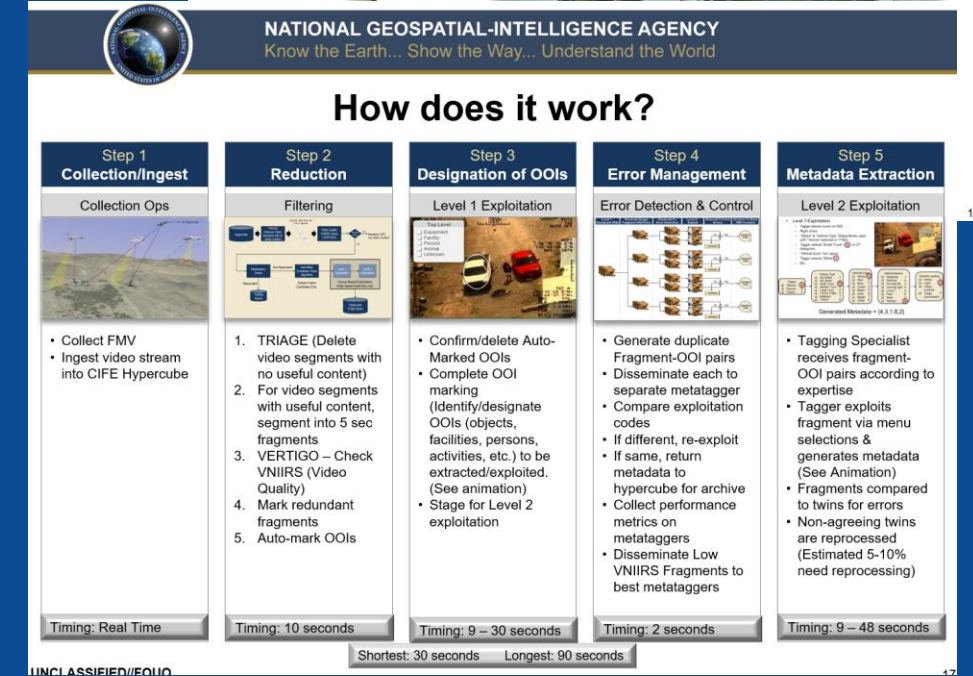 NATIONAL GEOSPATIAL-INTELLIGENCE AGENCY
Know the Earth... Show the Way... Understand the World
NATIONAL GEOSPATIAL-INTELLIGENCE AGENCY
UNITED STATES OF AMERICA
How does it work?
Step 1
Collection/Ingest
Collection Ops
• Collect FMV
• Ingest video stream
into CIFE Hypercube
Timing: Real Time
Step 2
Reduction
Filtering
1. TRIAGE (Delete
video segments with
no useful content)
2. For video segments
with useful content,
segment into 5 sec
fragments
3. VERTIGO – Check
VNIIRS (Video
Quality)
4. Mark redundant
fragments
5. Auto-mark OOIs
Timing: 10 seconds
Step 3
Designation of OOIs
Level 1 Exploitation
Top Level
Equipment
Facility
Person
Animal
Unknown
• Confirm/delete Auto-
Marked OOIs
• Complete OOI
marking
(Identify/designate
OOIs (objects,
facilities, persons,
activities, etc.) to be
extracted/exploited.
(See animation)
• Stage for Level 2
exploitation
Timing: 9 – 30 seconds
Step 4
Error Management
Error Detection & Control
• Generate duplicate
Fragment-OOI pairs
• Disseminate each to
separate metatagger
• Compare exploitation
codes
• If different, re-exploit
• If same, return
metadata to
hypercube for archive
• Collect performance
metrics on
metataggers
• Disseminate Low
VNIIRS Fragments to
best metataggers
Timing: 2 seconds
Step 5
Metadata Extraction
Level 2 Exploitation
Generated Metadata = {4,3,1,8,2}
• Tagging Specialist
receives fragment-
OOI pairs according to
expertise
• Tagger exploits
fragment via menu
selections &
generates metadata
(See Animation)
• Fragments compared
to twins for errors
• Non-agreeing twins
are reprocessed
(Estimated 5-10%
need reprocessing)
Timing: 9 – 48 seconds
1
Shortest: 30 seconds Longest: 90 seconds
UNCLASSIFIED//FOUO
17